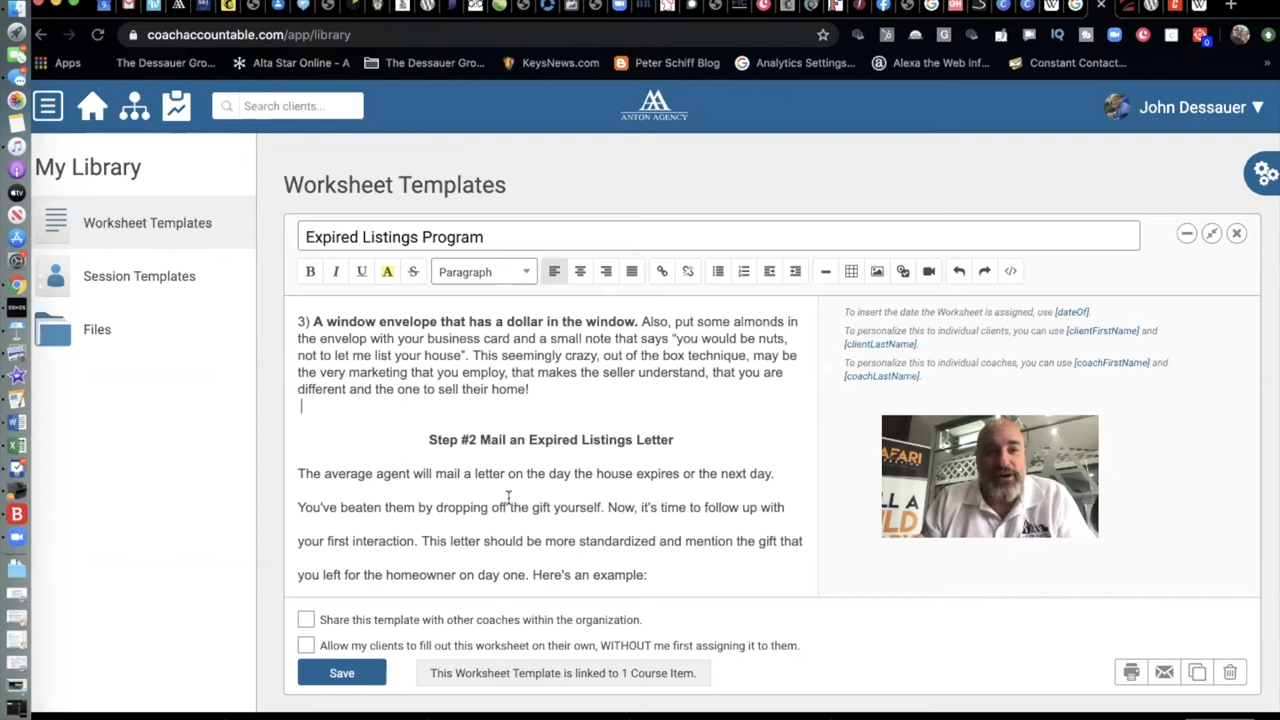 coachaccountable.com/app/library
Apps
The Dessauer Gro...
Alta Star Online - A
The Dessauer Gro...
KeysNews.com
Peter Schiff Blog
Analytics Settings...
Alexa the Web Inf...
Constant Contact...
Search clients...
ANTON AGENCY
John Dessauer ▼
My Library
Worksheet Templates
Session Templates
Files
Worksheet Templates
Expired Listings Program
B I U A S Paragraph
3) A window envelope that has a dollar in the window. Also, put some almonds in
the envelop with your business card and a small note that says “you would be nuts,
not to let me list your house”. This seemingly crazy, out of the box technique, may be
the very marketing that you employ, that makes the seller understand, that you are
different and the one to sell their home!
Step #2 Mail an Expired Listings Letter
The average agent will mail a letter on the day the house expires or the next day.
You've beaten them by dropping off the gift yourself. Now, it's time to follow up with
your first interaction. This letter should be more standardized and mention the gift that
you left for the homeowner on day one. Here's an example:
To insert the date the Worksheet is assigned, use [dateOf].
To personalize this to individual clients, you can use [clientFirstName] and
[clientLastName].
To personalize this to individual coaches, you can use [coachFirstName] and
[coachLastName].
AFARI
Share this template with other coaches within the organization.
Allow my clients to fill out this worksheet on their own, WITHOUT me first assigning it to them.
Save
This Worksheet Template is linked to 1 Course Item.